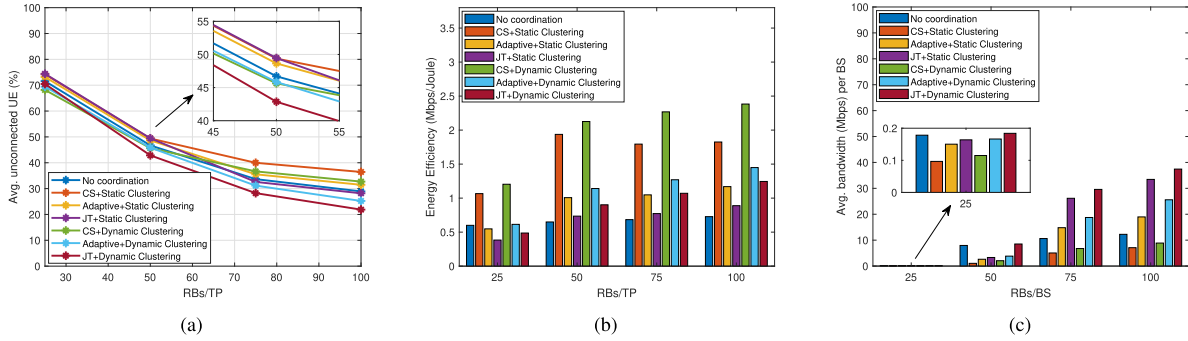 100
90
80
70
60
50
40
30
20
10
0
Avg. unconnected UE (%)
55
50
45
40
45 50 55
No coordination
CS+Static Clustering
Adaptive+Static Clustering
JT+Static Clustering
CS+Dynamic Clustering
Adaptive+Dynamic Clustering
JT+Dynamic Clustering
30 40 50 60 70 80 90 100
RBs/TP
(a)
3.5
3
2.5
2
1.5
1
0.5
0
Energy Efficiency (Mbps/Joule)
No coordination
CS+Static Clustering
Adaptive+Static Clustering
JT+Static Clustering
CS+Dynamic Clustering
Adaptive+Dynamic Clustering
JT+Dynamic Clustering
25 50 75 100
RBs/TP
(b)
100
90
80
70
60
50
40
30
20
10
0
Avg. bandwidth (Mbps) per BS
No coordination
CS+Static Clustering
Adaptive+Static Clustering
JT+Static Clustering
CS+Dynamic Clustering
Adaptive+Dynamic Clustering
JT+Dynamic Clustering
0.2
0.1
0
25
25 50 75 100
RBs/BS
(c)